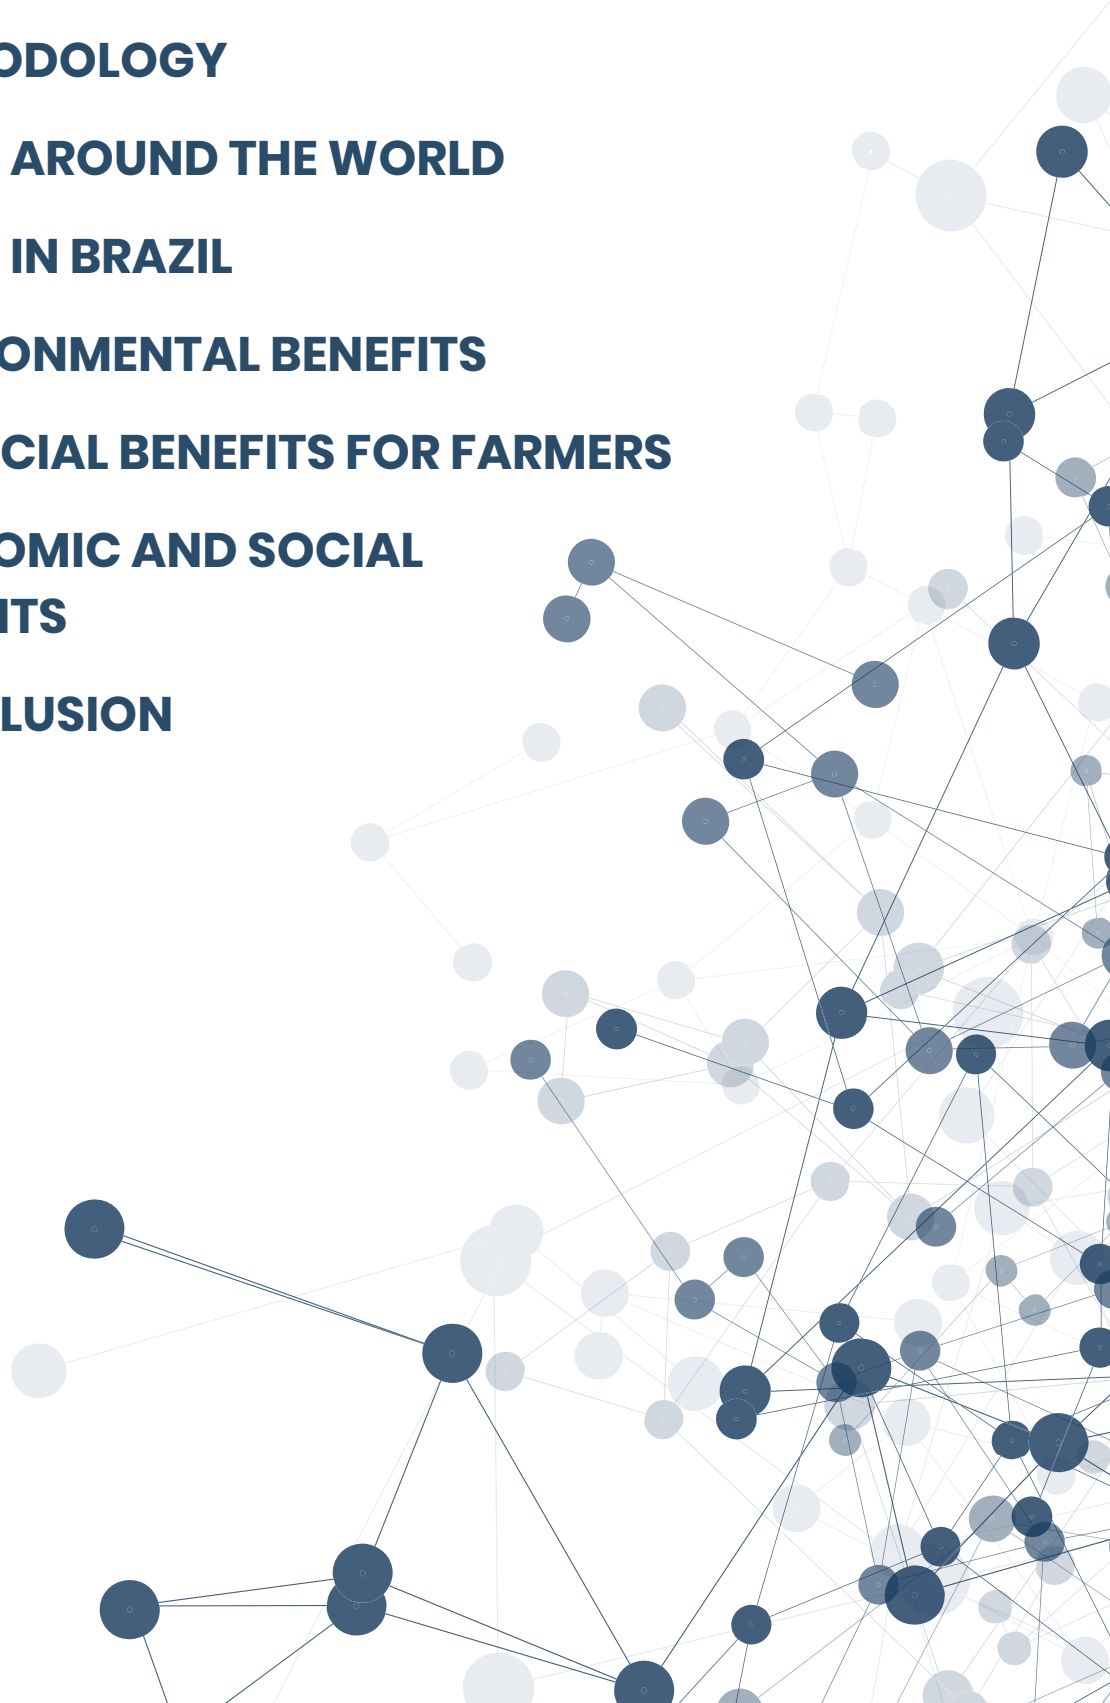 ODOLOGY
AROUND THE WORLD
IN BRAZIL
ONMENTAL BENEFITS
CIAL BENEFITS FOR FARMERS
OMIC AND SOCIAL
ITS
LUSION